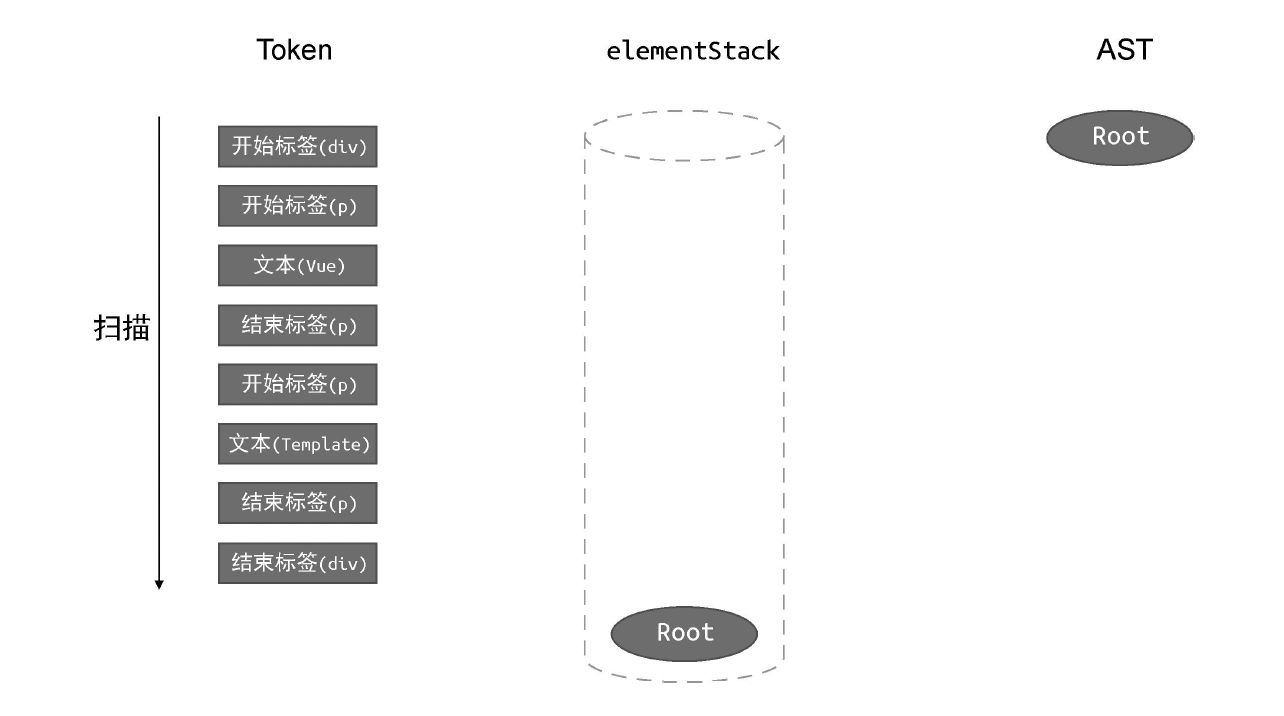 Token
elementStack
AST
开始标签(div)
Root
开始标签(p)
文本(Vue)
扫描
结束标签(p)
开始标签(p)
文本(Template)
结束标签(p)
结束标签(div)
Root